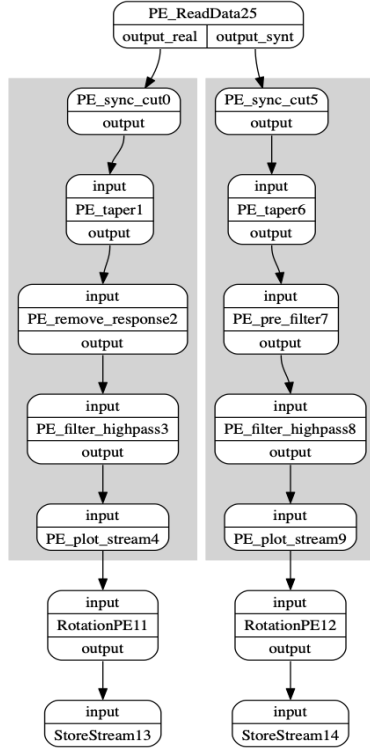 PE_ReadData25
output_real output_synt
PE_sync_cut0
output
input
PE_taper1
output
input
PE_remove_response2
output
input
PE_filter_highpass3
output
input
PE_plot_stream4
input
RotationPE11
output
input
StoreStream13
PE_sync_cut5
output
input
PE_taper6
output
input
PE_pre_filter7
output
input
PE_filter_highpass8
output
input
PE_plot_stream9
input
RotationPE12
output
input
StoreStream14